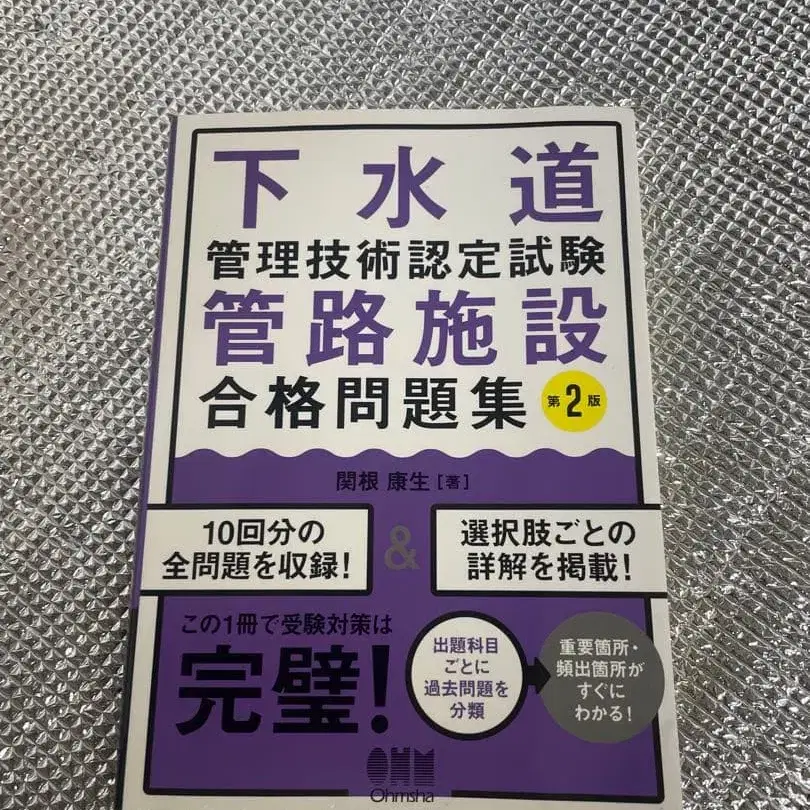 下水道
管理技術認定試験
管路施設
合格問題集 第2版
関根 康生 [著]
10回分の
全問題を収録!
&
選択肢ごとの
詳解を掲載!
この1冊で受験対策は
完璧!
出題科目
ごとに
過去問題を
分類
重要箇所・
頻出箇所が
すぐに
わかる!
OHM
Ohmsha